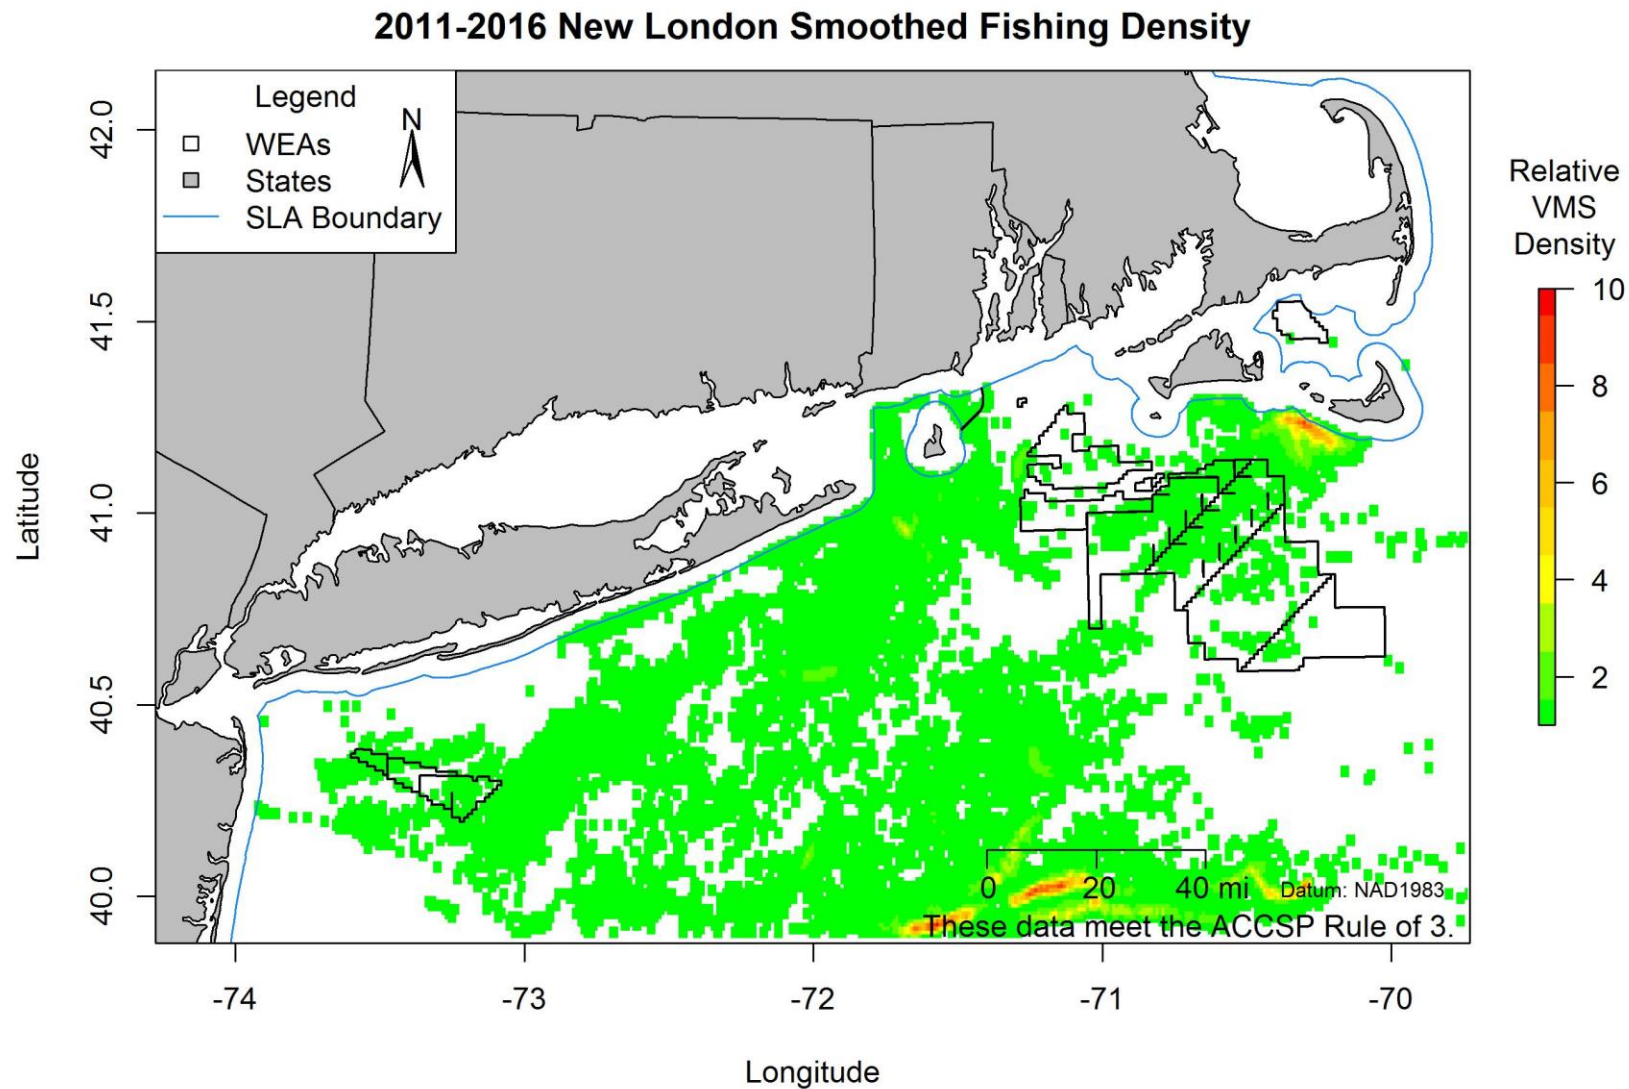 2011-2016 New London Smoothed Fishing Density
Legend
WEAs
States
SLA Boundary
N
Relative
VMS
Density
10
8
6
4
2
Latitude
42.0
41.5
41.0
40.5
40.0
0 20 40 mi Datum: NAD1983
These data meet the ACCSP Rule of 3.
-74 -73 -72 -71 -70
Longitude